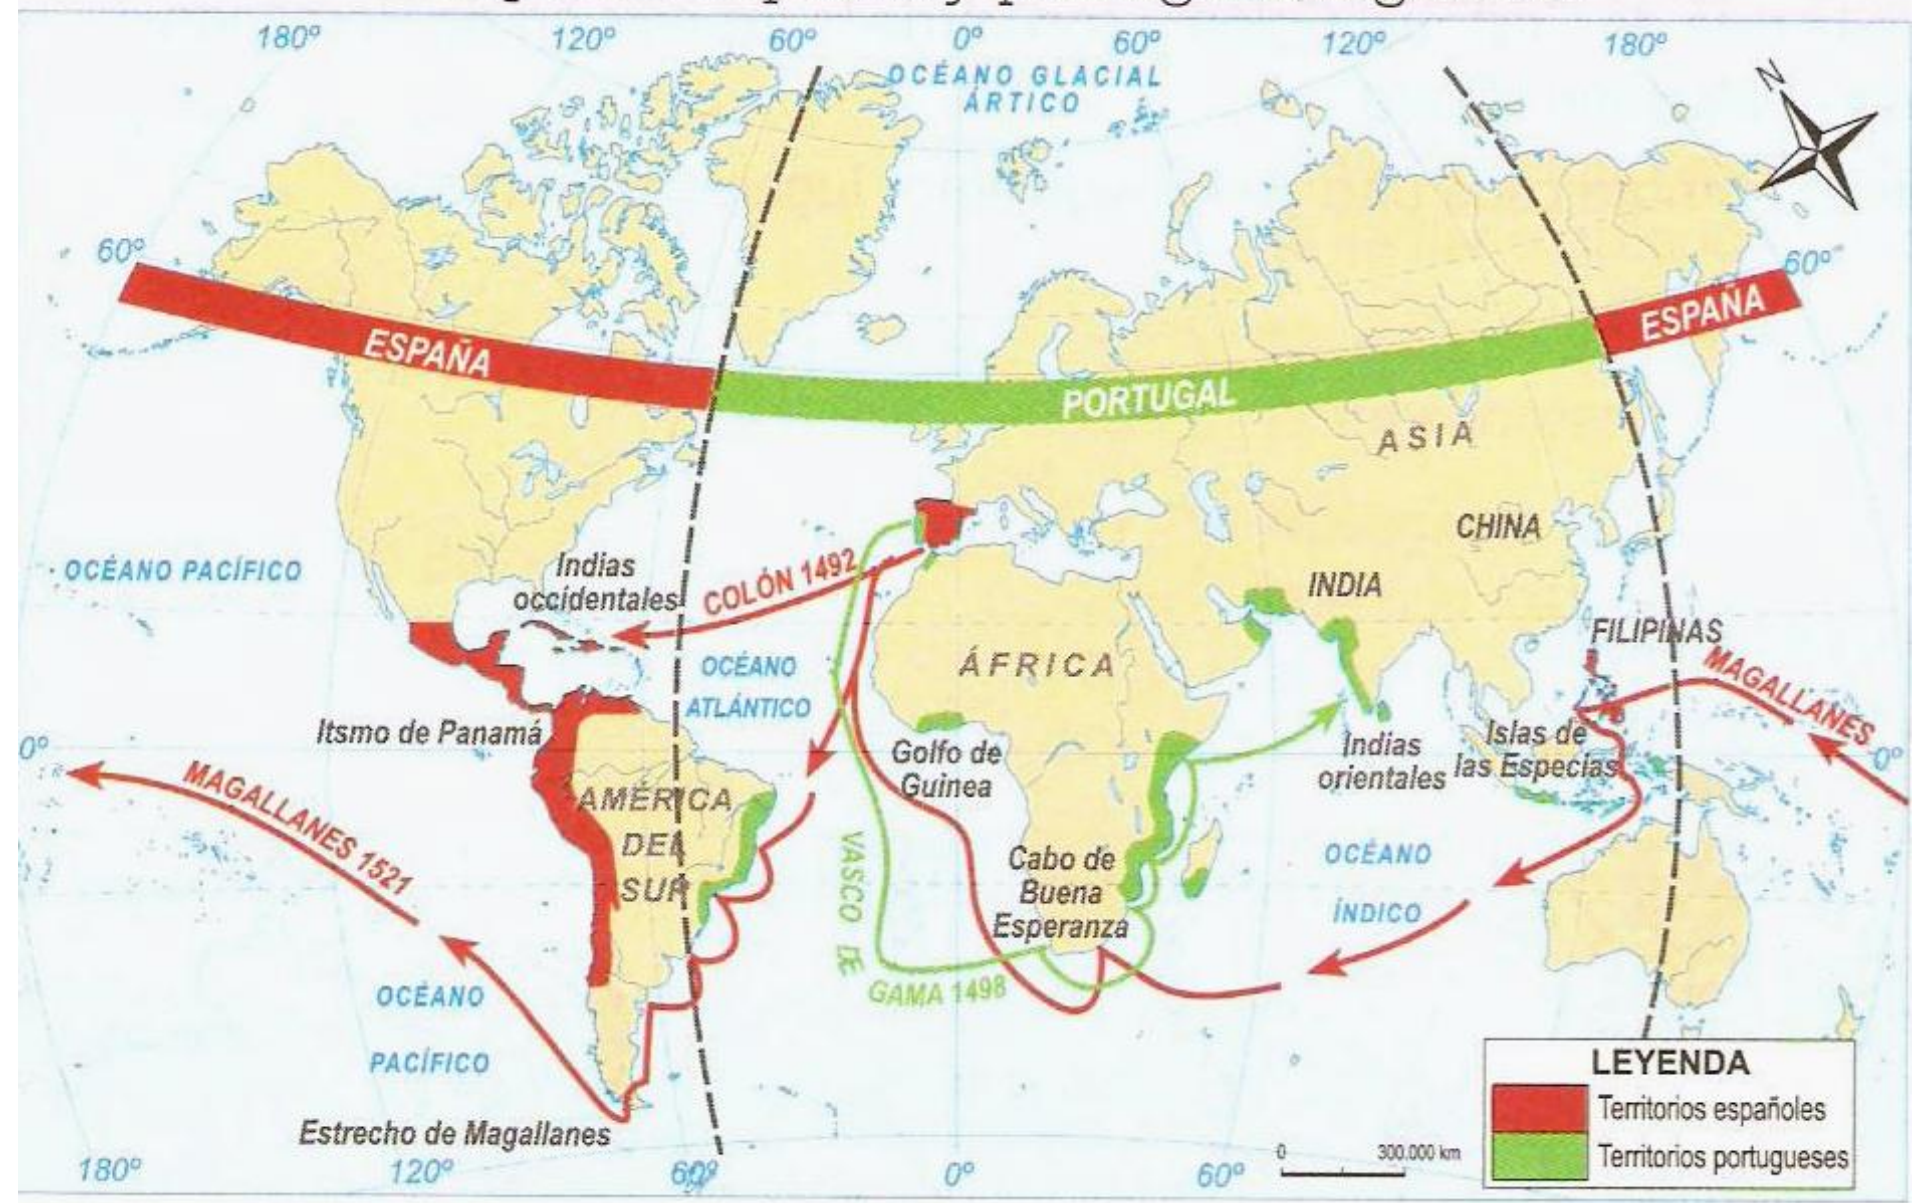 180º 120º 60º 0º 60º 120º 180º
OCÉANO GLACIAL
ÁRTICO
N
60º
60º
ESPAÑA
PORTUGAL
ESPAÑA
ASIA
CHINA
OCÉANO PACÍFICO
Indias
occidentales
COLÓN 1492
INDIA
FILIPINAS
MAGALLANES
OCÉANO
ATLÁNTICO
ÁFRICA
Itsmo de Panamá
0º
0º
Golfo de
Guinea
Indias
orientales
Islas de
las Especias
MAGALLANES 1521
AMÉRICA
DEL
SUR
VASCO DE
GAMA 1498
Cabo de
Buena
Esperanza
OCÉANO
ÍNDICO
OCÉANO
PACÍFICO
Estrecho de Magallanes
LEYENDA
Territorios españoles
Territorios portugueses
0 300.000 km
180º 120º 60º 0º 60º